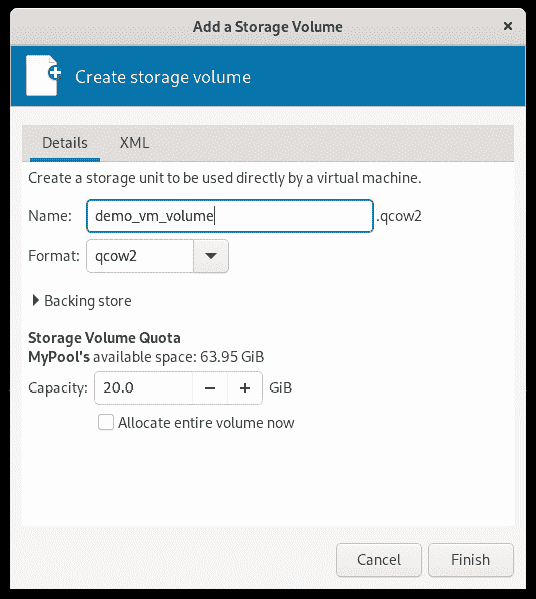 Add a Storage Volume ×
Create storage volume
Details XML
Create a storage unit to be used directly by a virtual machine.
Name: demo_vm_volume .qcow2
Format: qcow2
Backing store
Storage Volume Quota
MyPool's available space: 63.95 GiB
Capacity: 20.0 − + GiB
Allocate entire volume now
Cancel Finish